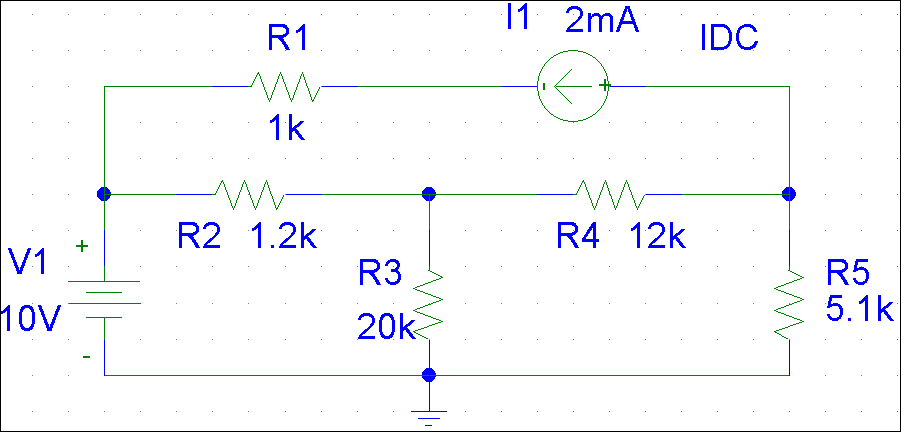 I1 2mA IDC
R1
- +
1k
R2 1.2k
R4 12k
+
V1
10V
-
R3
20k
R5
5.1k